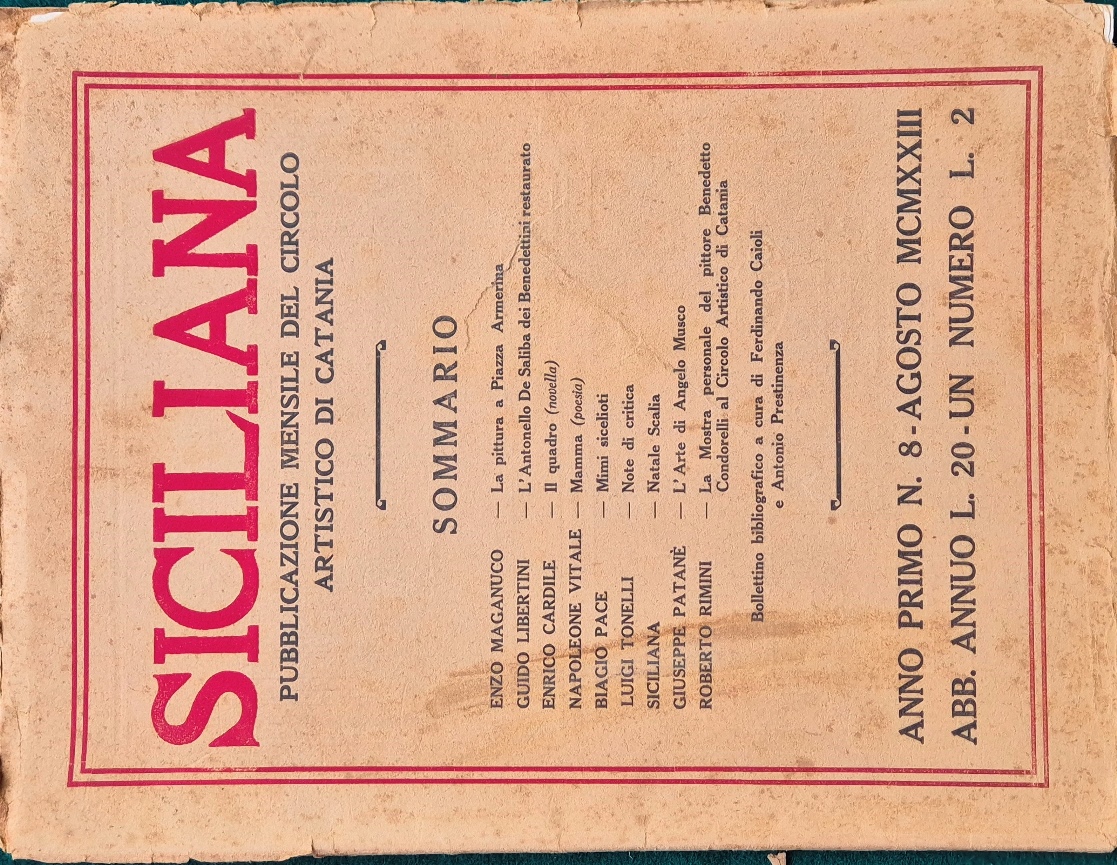 SICILIANA
PUBBLICAZIONE MENSILE DEL CIRCOLO
ARTISTICO DI CATANIA
SOMMARIO
ENZO MAGANUCO — La pittura a Piazza Armerina
GUIDO LIBERTINI — L'Antonello De Saliba dei Benedettini restaurato
ENRICO CARDILE — Il quadro (novella)
NAPOLEONE VITALE — Mamma (poesia)
BIAGIO PACE — Mimi sicelioti
LUIGI TONELLI — Note di critica
SICILIANA — Natale Scalia
GIUSEPPE PATANÈ — L'Arte di Angelo Musco
ROBERTO RIMINI — La Mostra personale del pittore Benedetto
Condorelli al Circolo Artistico di Catania
Bollettino bibliografico a cura di Ferdinando Caioli
e Antonio Prestinenza
ANNO PRIMO N. 8 - AGOSTO MCMXXIII
ABB. ANNUO L. 20 - UN NUMERO L. 2